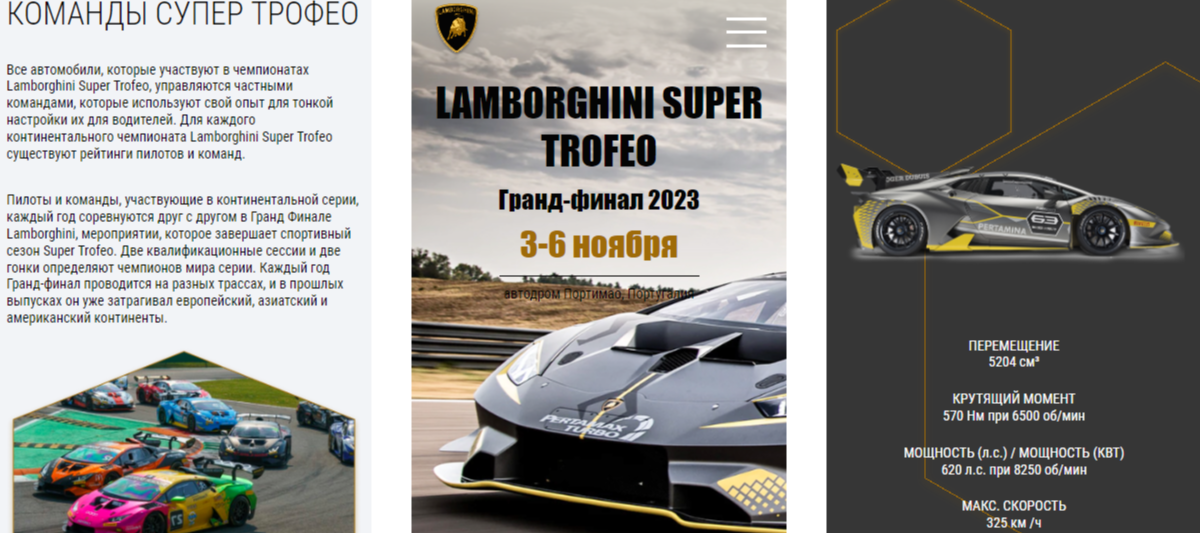 КОМАНДЫ СУПЕР ТРОФЕО
Все автомобили, которые участвуют в чемпионатах
Lamborghini Super Trofeo, управляются частными
командами, которые используют свой опыт для тонкой
настройки их для водителей. Для каждого
континентального чемпионата Lamborghini Super Trofeo
существуют рейтинги пилотов и команд.
Пилоты и команды, участвующие в континентальной серии,
каждый год соревнуются друг с другом в Гранд Финале
Lamborghini, мероприятии, которое завершает спортивный
сезон Super Trofeo. Две квалификационные сессии и две
гонки определяют чемпионов мира серии. Каждый год
Гранд-финал проводится на разных трассах, и в прошлых
выпусках он уже затрагивал европейский, азиатский и
американский континенты.
LAMBORGHINI
LAMBORGHINI SUPER
TROFEO
Гранд-финал 2023
3-6 ноября
автодром Портимао, Португалия
PERTAMAX
TURBO
ROGER DUBUIS
63
PERTAMINA
ПЕРЕМЕЩЕНИЕ
5204 см³
КРУТЯЩИЙ МОМЕНТ
570 Нм при 6500 об/мин
МОЩНОСТЬ (л.с.) / МОЩНОСТЬ (КВТ)
620 л.с. при 8250 об/мин
МАКС. СКОРОСТЬ
325 км /ч